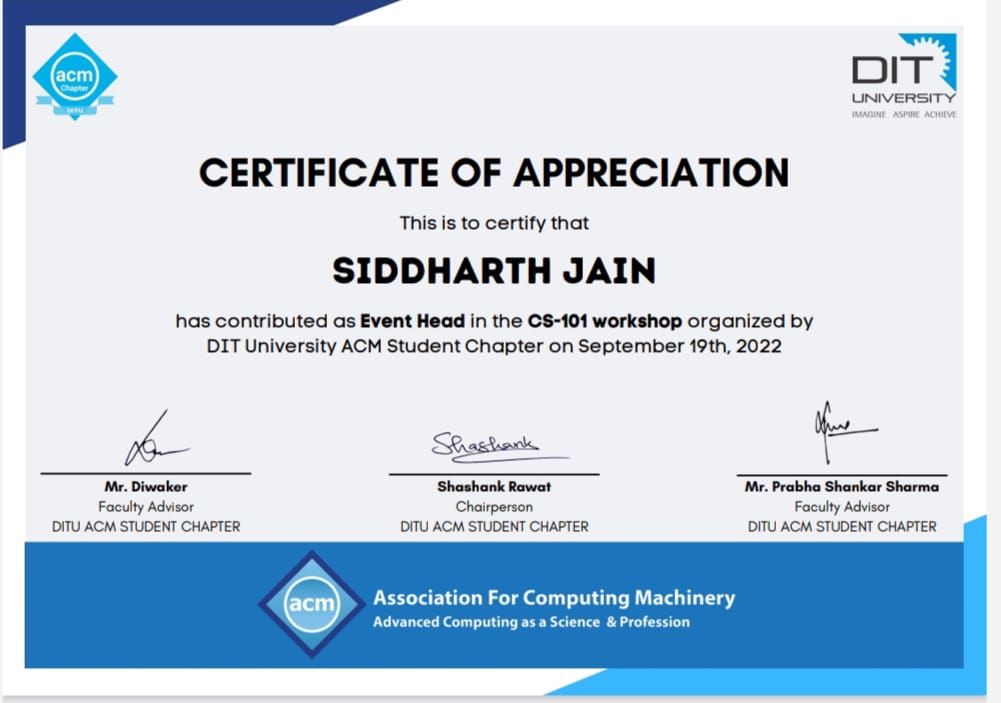 acm
Chapter
DITU
DIT
UNIVERSITY
IMAGINE ASPIRE ACHIEVE
CERTIFICATE OF APPRECIATION
This is to certify that
SIDDHARTH JAIN
has contributed as Event Head in the CS-101 workshop organized by
DIT University ACM Student Chapter on September 19th, 2022
Shashank
Mr. Diwaker
Faculty Advisor
DITU ACM STUDENT CHAPTER
Shashank Rawat
Chairperson
DITU ACM STUDENT CHAPTER
Mr. Prabha Shankar Sharma
Faculty Advisor
DITU ACM STUDENT CHAPTER
acm
Association For Computing Machinery
Advanced Computing as a Science & Profession